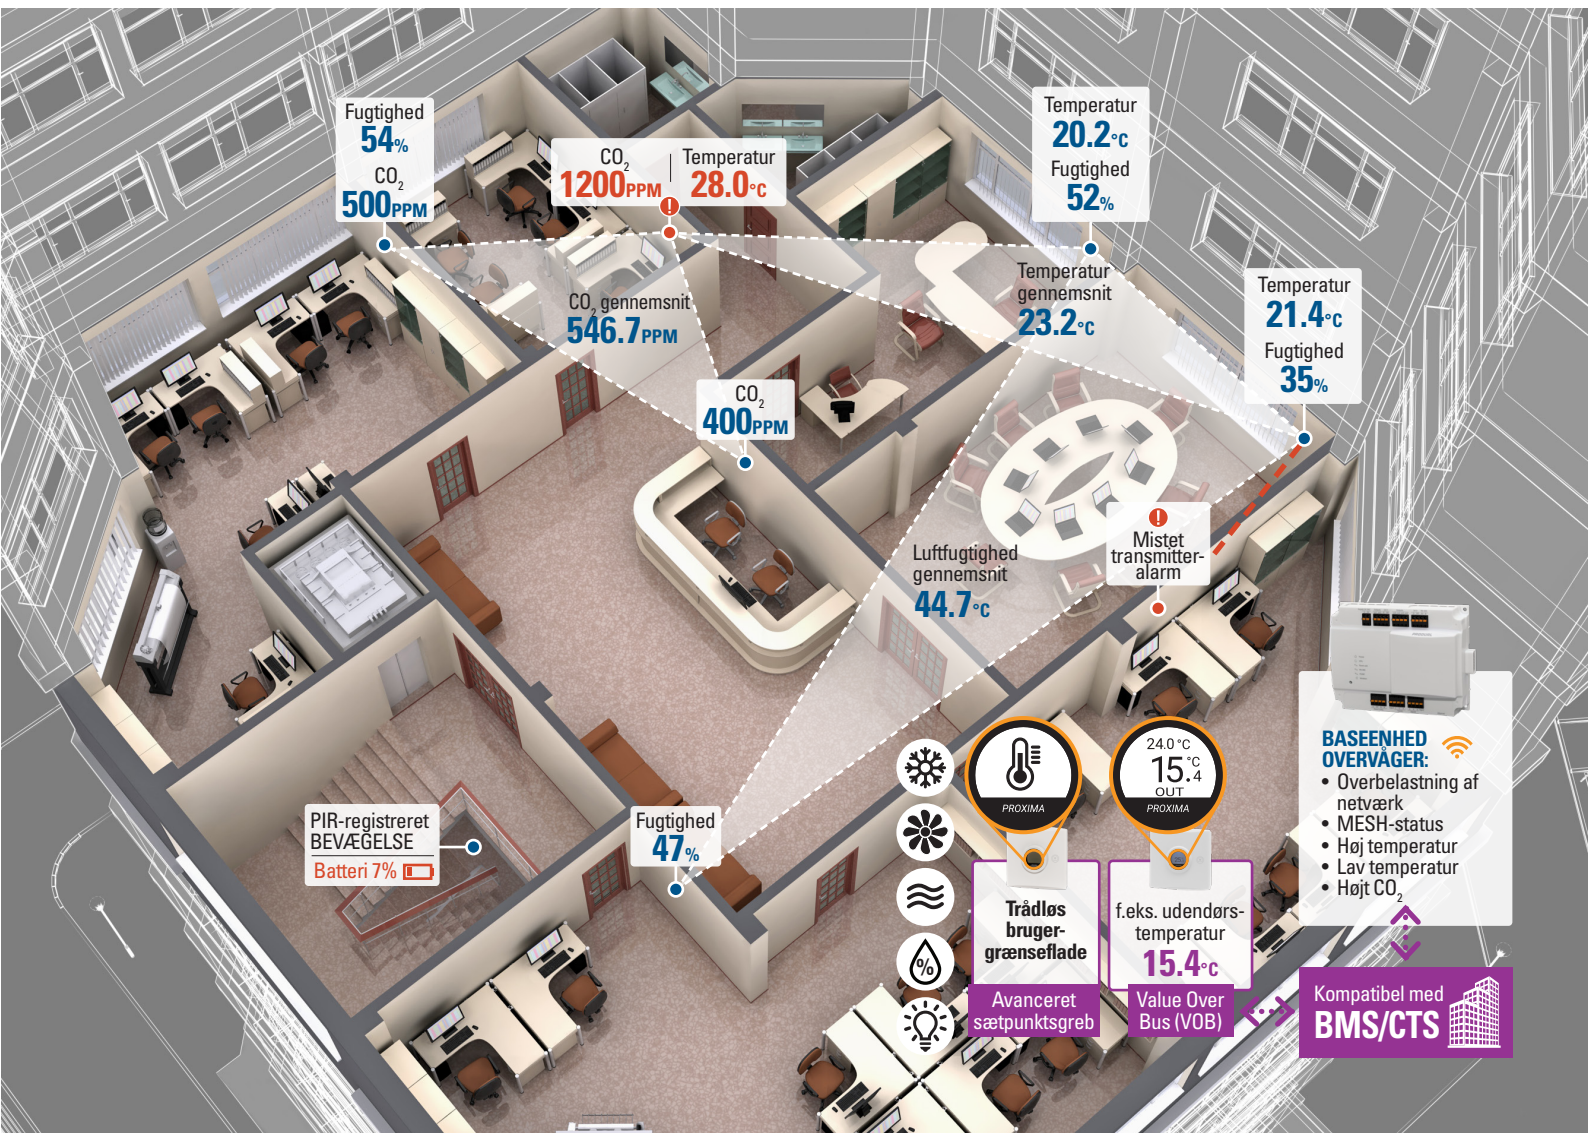 Fugtighed
54%
CO2
500PPM
CO2
1200PPM
Temperatur
28.0°C
Temperatur
20.2°C
Fugtighed
52%
Temperatur
21.4°C
Fugtighed
35%
CO2 gennemsnit
546.7PPM
Temperatur
gennemsnit
23.2°C
CO2
400PPM
Luftfugtighed
gennemsnit
44.7°C
!
Mistet
transmitter-
alarm
PIR-registreret
BEVÆGELSE
Batteri 7%
Fugtighed
47%
%
PROXIMA
24.0°C
15.4°C
OUT
PROXIMA
Trådløs
bruger-
grænseflade
Avanceret
sætpunktsgreb
f.eks. udendørs-
temperatur
15.4°C
Value Over
Bus (VOB)
BASEENHED
OVERVÅGER:
• Overbelastning af
netværk
• MESH-status
• Høj temperatur
• Lav temperatur
• Højt CO2
Kompatibel med
BMS/CTS